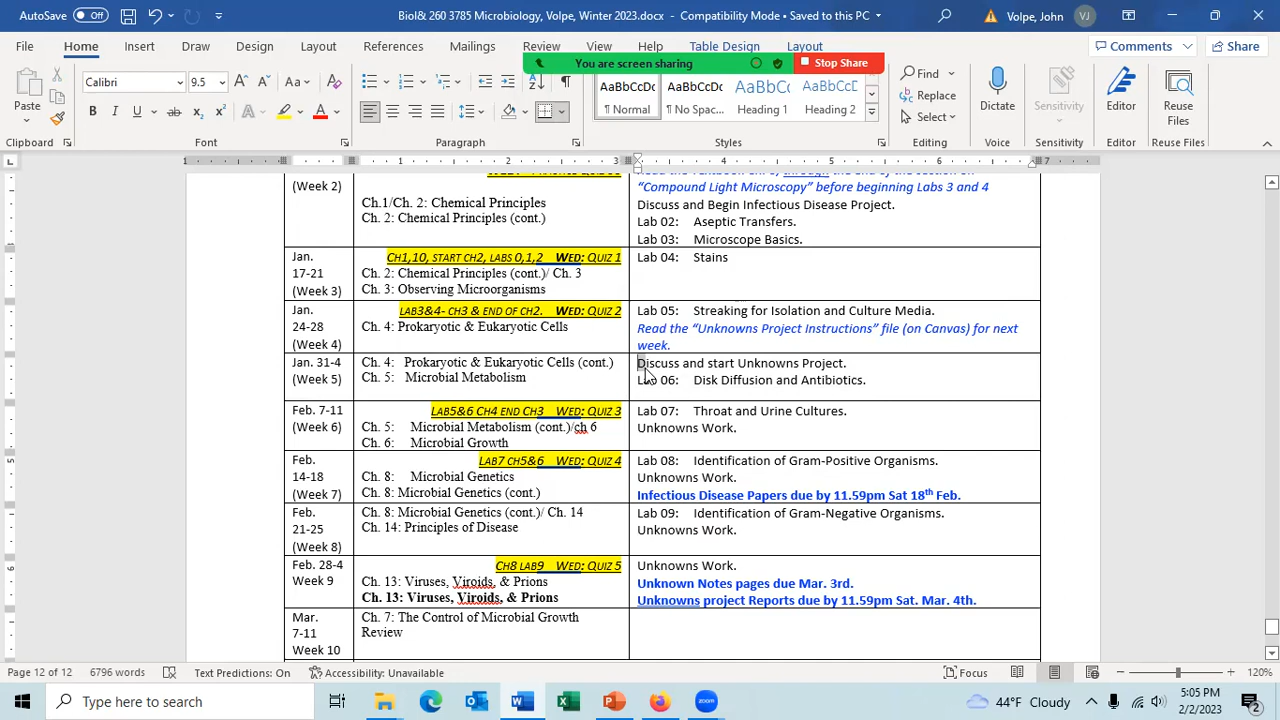 AutoSave Off Biol& 260 3785 Microbiology, Volpe, Winter 2023.docx - Compatibility Mode • Saved to this PC Volpe, John VJ
File Home Insert Draw Design Layout References Mailings Review View Help Table Design Layout Comments Share
You are screen sharing Stop Share
Paste Calibri 9.5 Aa AaBbCcDc AaBbCcDc AaBbCc AaBbCcD Find Replace Select Dictate Sensitivity Editor Reuse Files
B I U ab x x A A Normal No Spac... Heading 1 Heading 2
Clipboard Font Paragraph Styles Editing Voice Sensitivity Editor Reuse Files
1 1 2 3 4 5 6 7
(Week 2)
"Compound Light Microscopy" before beginning Labs 3 and 4
Ch.1/Ch. 2: Chemical Principles
Ch. 2: Chemical Principles (cont.)
Discuss and Begin Infectious Disease Project.
Lab 02: Aseptic Transfers.
Lab 03: Microscope Basics.
Jan.
17-21
(Week 3)
CH1,10, START CH2, LABS 0,1,2 WED: QUIZ 1
Ch. 2: Chemical Principles (cont.)/ Ch. 3
Ch. 3: Observing Microorganisms
Lab 04: Stains
Jan.
24-28
(Week 4)
LAB3&4- CH3 & END OF CH2. WED: QUIZ 2
Ch. 4: Prokaryotic & Eukaryotic Cells
Lab 05: Streaking for Isolation and Culture Media.
Read the "Unknowns Project Instructions" file (on Canvas) for next
week.
Jan. 31-4
(Week 5)
Ch. 4: Prokaryotic & Eukaryotic Cells (cont.)
Ch. 5: Microbial Metabolism
Discuss and start Unknowns Project.
Lab 06: Disk Diffusion and Antibiotics.
Feb. 7-11
(Week 6)
LAB5&6 CH4 END CH3 WED: QUIZ 3
Ch. 5: Microbial Metabolism (cont.)/ch 6
Ch. 6: Microbial Growth
Lab 07: Throat and Urine Cultures.
Unknowns Work.
Feb.
14-18
(Week 7)
LAB7 CH5&6 WED: QUIZ 4
Ch. 8: Microbial Genetics
Ch. 8: Microbial Genetics (cont.)
Lab 08: Identification of Gram-Positive Organisms.
Unknowns Work.
Infectious Disease Papers due by 11.59pm Sat 18th Feb.
Feb.
21-25
(Week 8)
Ch. 8: Microbial Genetics (cont.)/ Ch. 14
Ch. 14: Principles of Disease
Lab 09: Identification of Gram-Negative Organisms.
Unknowns Work.
Feb. 28-4
Week 9
CH8 LAB9 WED: QUIZ 5
Ch. 13: Viruses, Viroids, & Prions
Ch. 13: Viruses, Viroids, & Prions
Unknowns Work.
Unknown Notes pages due Mar. 3rd.
Unknowns project Reports due by 11.59pm Sat. Mar. 4th.
Mar.
7-11
Week 10
Ch. 7: The Control of Microbial Growth
Review
Page 12 of 12 6796 words Text Predictions: On Accessibility: Unavailable Focus 120%
Type here to search 44°F Cloudy 5:05 PM
2/2/2023 2